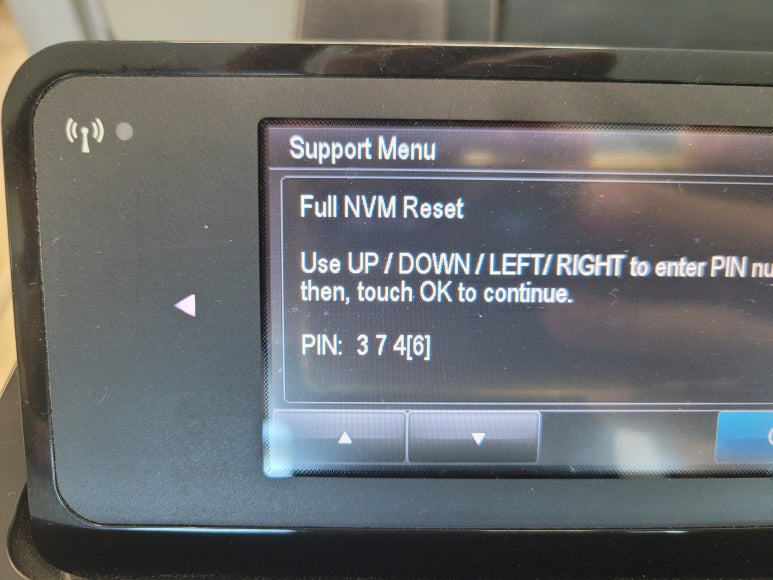 Support Menu
Full NVM Reset
Use UP / DOWN / LEFT/ RIGHT to enter PIN
then, touch OK to continue.
PIN: 3 7 4[6]